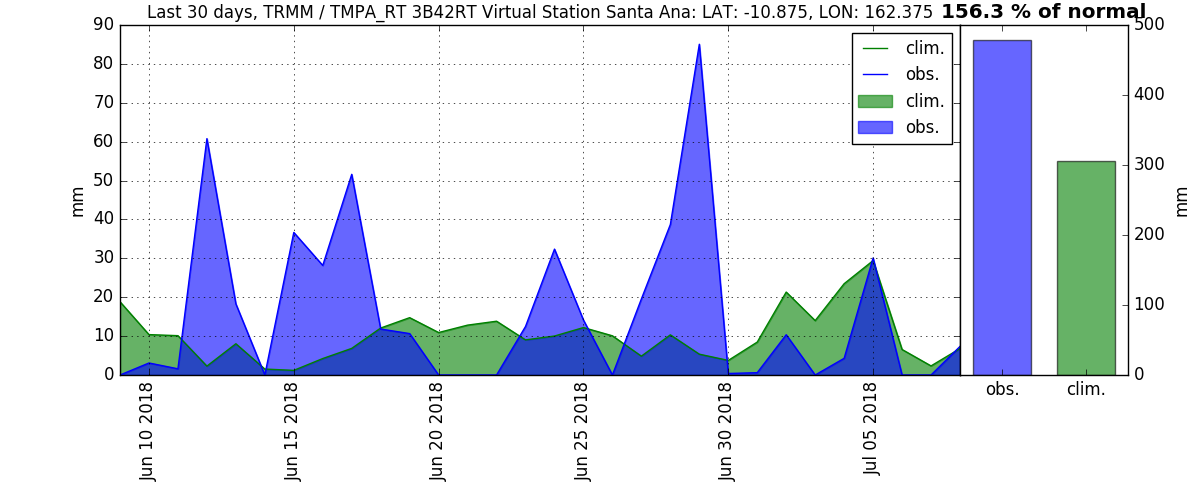 Last 30 days, TRMM / TMPA_RT 3B42RT Virtual Station Santa Ana: LAT: -10.875, LON: 162.375 156.3 % of normal
90
80
70
60
50
40
30
20
10
0
mm
clim.
obs.
clim.
obs.
Jun 10 2018
Jun 15 2018
Jun 20 2018
Jun 25 2018
Jun 30 2018
Jul 05 2018
500
400
300
200
100
0
mm
obs.
clim.